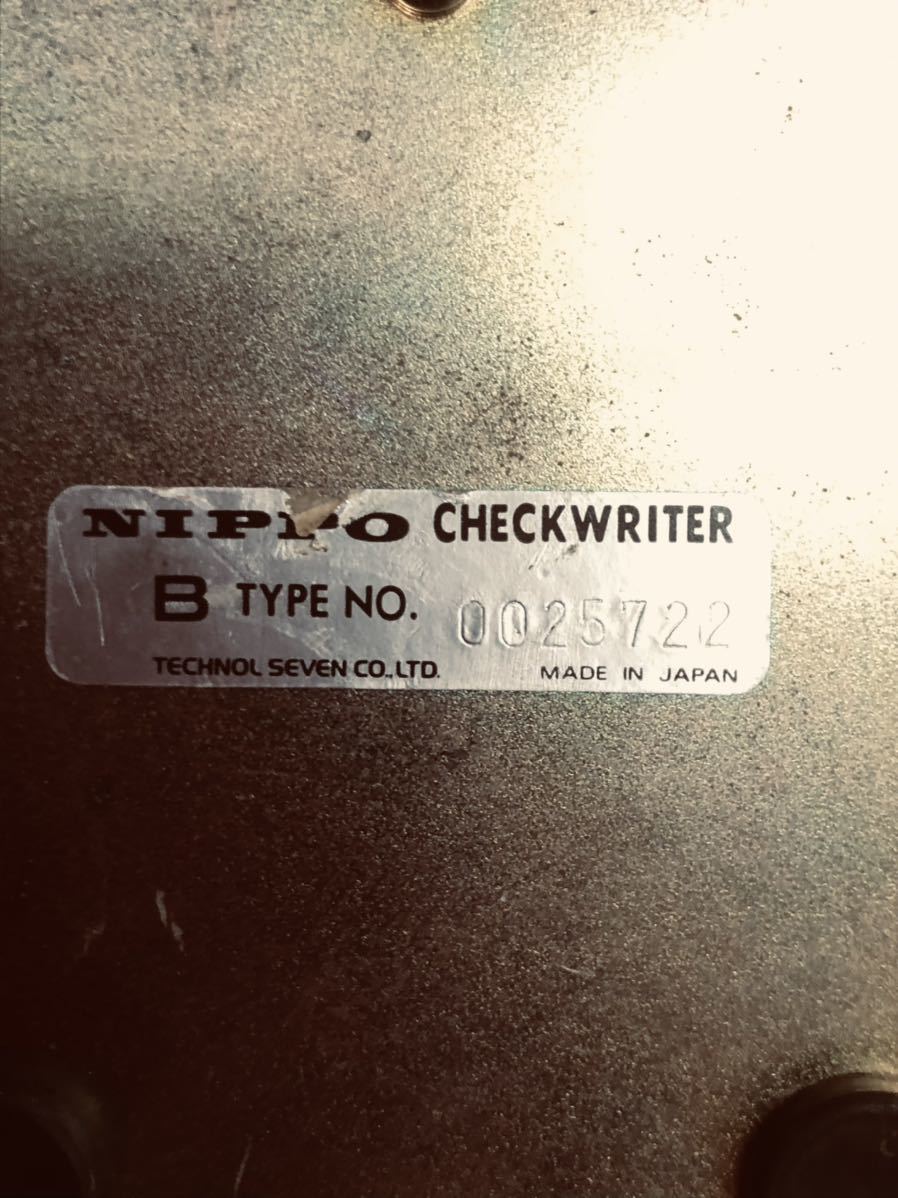 NIPPO CHECKWRITER
B TYPE NO. 0025722
TECHNOL SEVEN CO.,LTD. MADE IN JAPAN